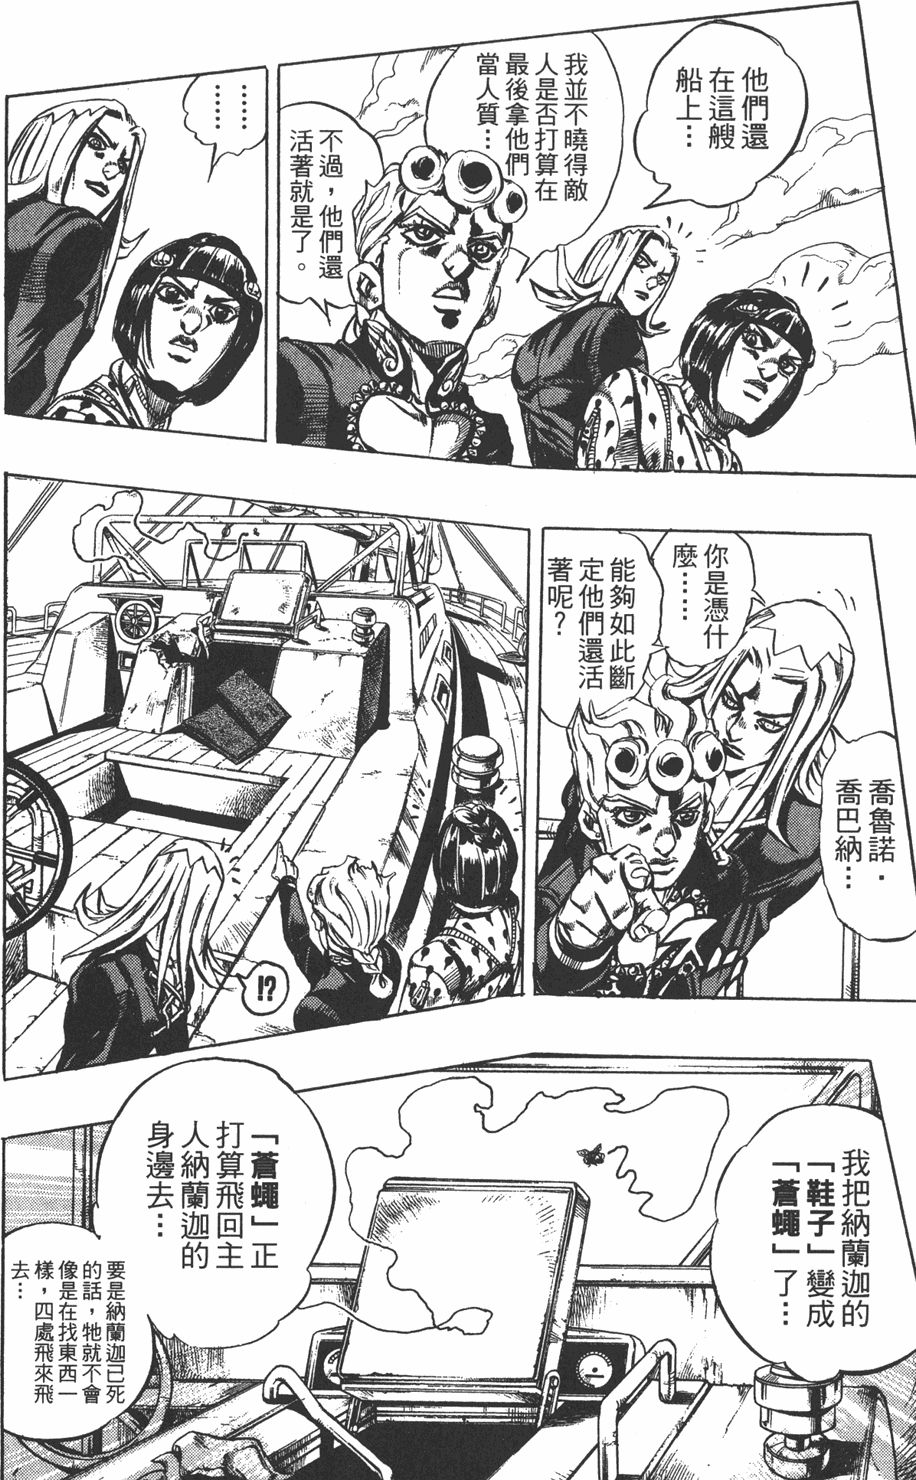 他們還
在這艘
船上…
我並不曉得敵
人是否打算在
最後拿他們
當人質…
不過，他們還
活著就是了。
……
……
你是憑什
麼……
能夠如此斷
定他們還活
著呢？
喬魯諾．
喬巴納…
!?
我把納蘭迦的
「鞋子」變成
「蒼蠅」了…
「蒼蠅」正
打算飛回主
人納蘭迦的
身邊去…
要是納蘭迦已死
的話，牠就不會
像是在找東西一
樣，四處飛來飛
去…